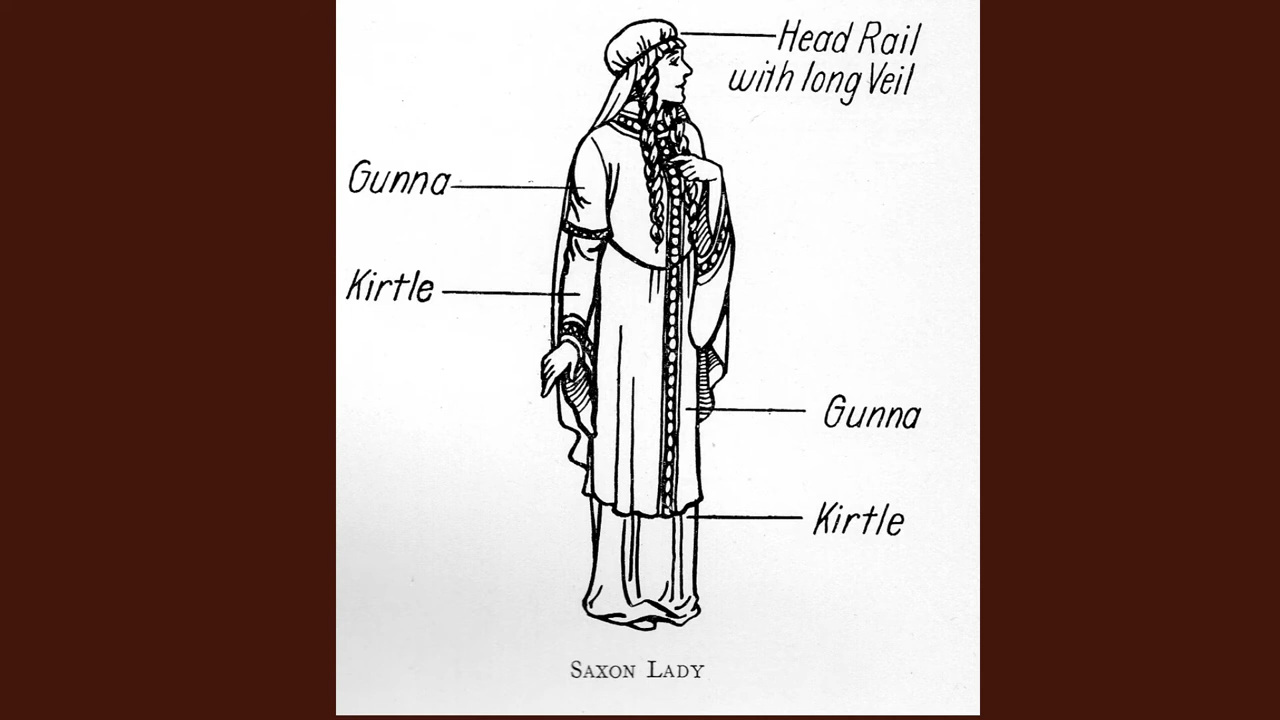 Head Rail
with long Veil
Gunna
Kirtle
Gunna
Kirtle
SAXON LADY